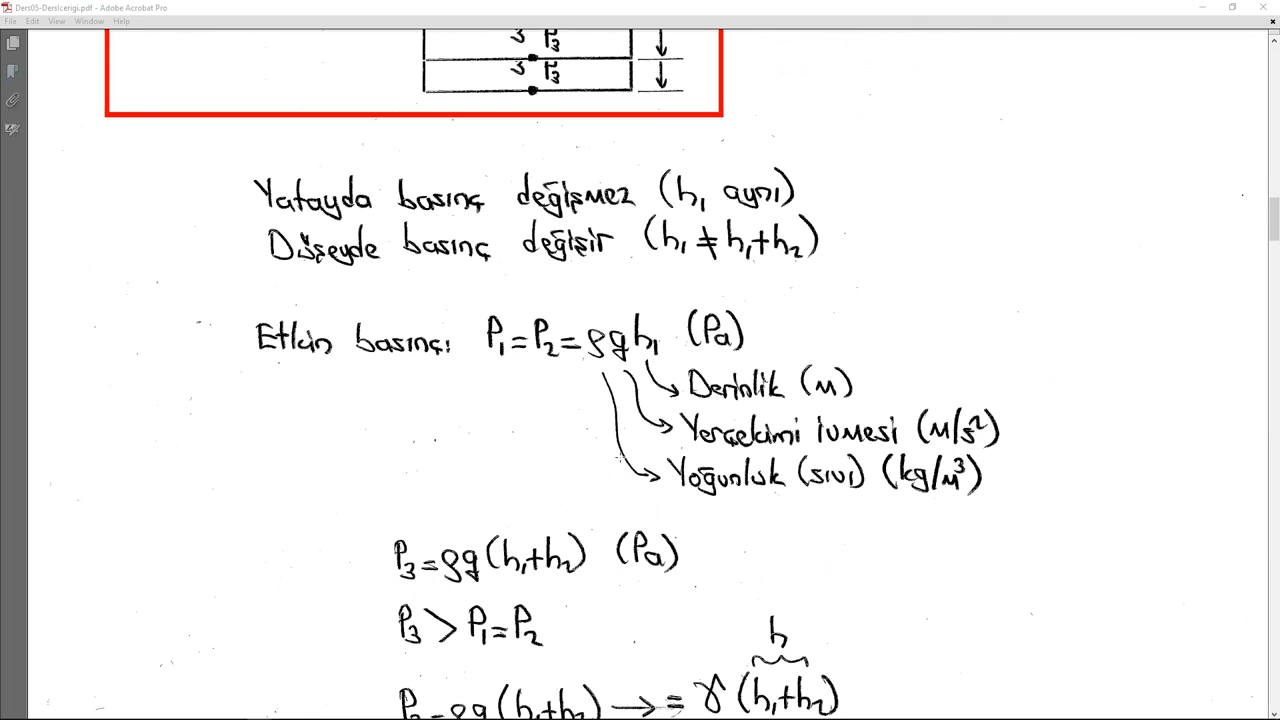 Ders05-DersIcerigi.pdf - Adobe Acrobat Pro
File Edit View Window Help
3 P₃
3 P₃
Yatayda basınç değişmez (h₁ aynı)
Düşeyde basınç değişir (h₁ ≠ h₁+h₂)
Etkin basınç: P₁=P₂=ρgh₁ (Pa)
Derinlik (m)
Yerçekimi ivmesi (m/s²)
Yoğunluk (sıvı) (kg/m³)
P₃=ρg(h₁+h₂) (Pa)
P₃ > P₁=P₂
h
P₃=ρg(h₁+h₂) → = γ (h₁+h₂)